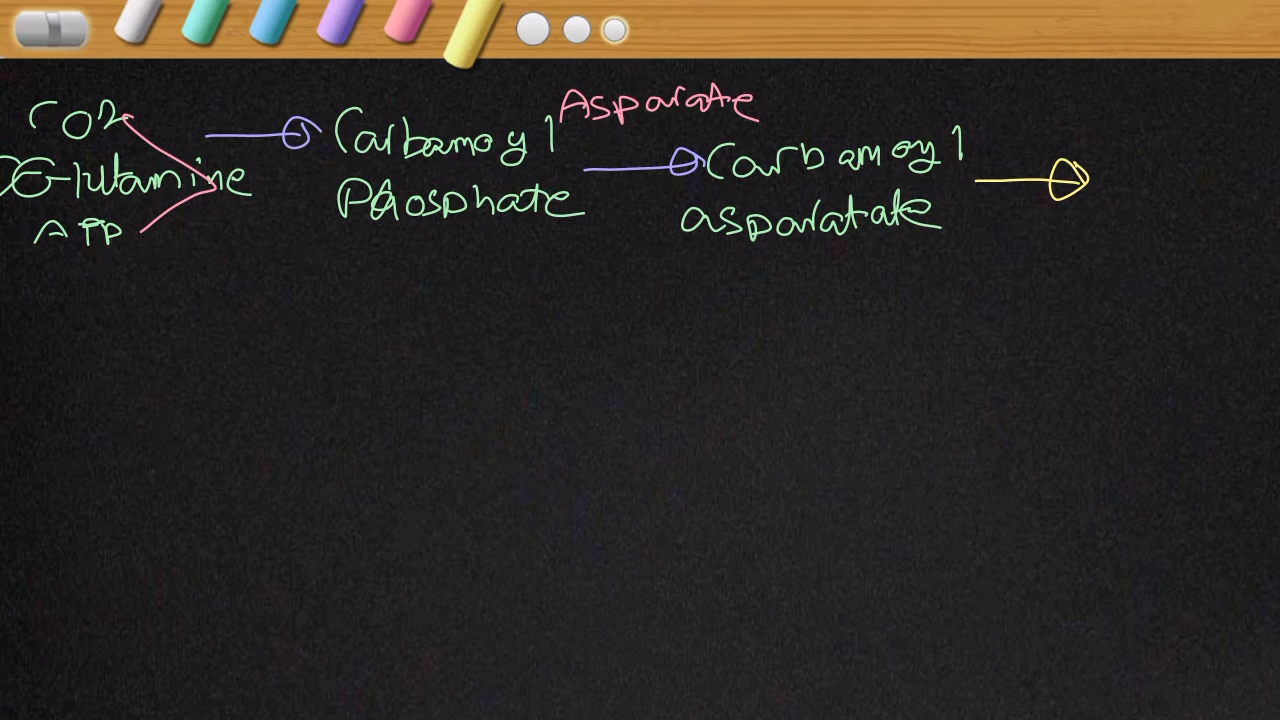 CO2
Glutamine
ATP
Carbamoyl
Phosphate
Asparate
Carbamoyl
asparatate